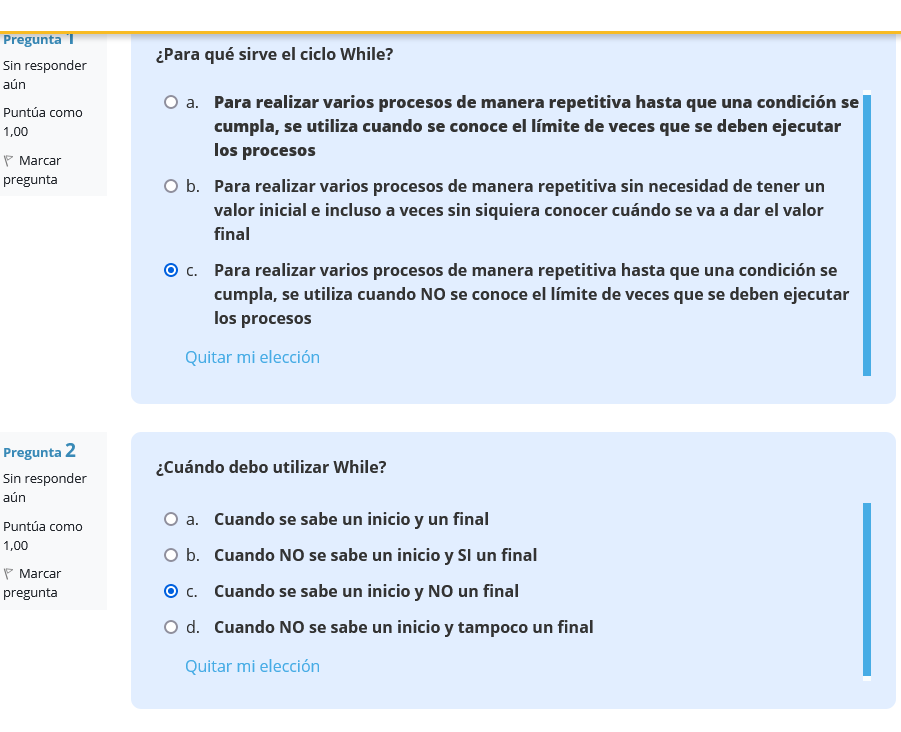 Pregunta 1
Sin responder
aún
Puntúa como
1,00
Marcar
pregunta
¿Para qué sirve el ciclo While?
a. Para realizar varios procesos de manera repetitiva hasta que una condición se
cumpla, se utiliza cuando se conoce el límite de veces que se deben ejecutar
los procesos
b. Para realizar varios procesos de manera repetitiva sin necesidad de tener un
valor inicial e incluso a veces sin siquiera conocer cuándo se va a dar el valor
final
c. Para realizar varios procesos de manera repetitiva hasta que una condición se
cumpla, se utiliza cuando NO se conoce el límite de veces que se deben ejecutar
los procesos
Quitar mi elección
Pregunta 2
Sin responder
aún
Puntúa como
1,00
Marcar
pregunta
¿Cuándo debo utilizar While?
a. Cuando se sabe un inicio y un final
b. Cuando NO se sabe un inicio y SI un final
c. Cuando se sabe un inicio y NO un final
d. Cuando NO se sabe un inicio y tampoco un final
Quitar mi elección